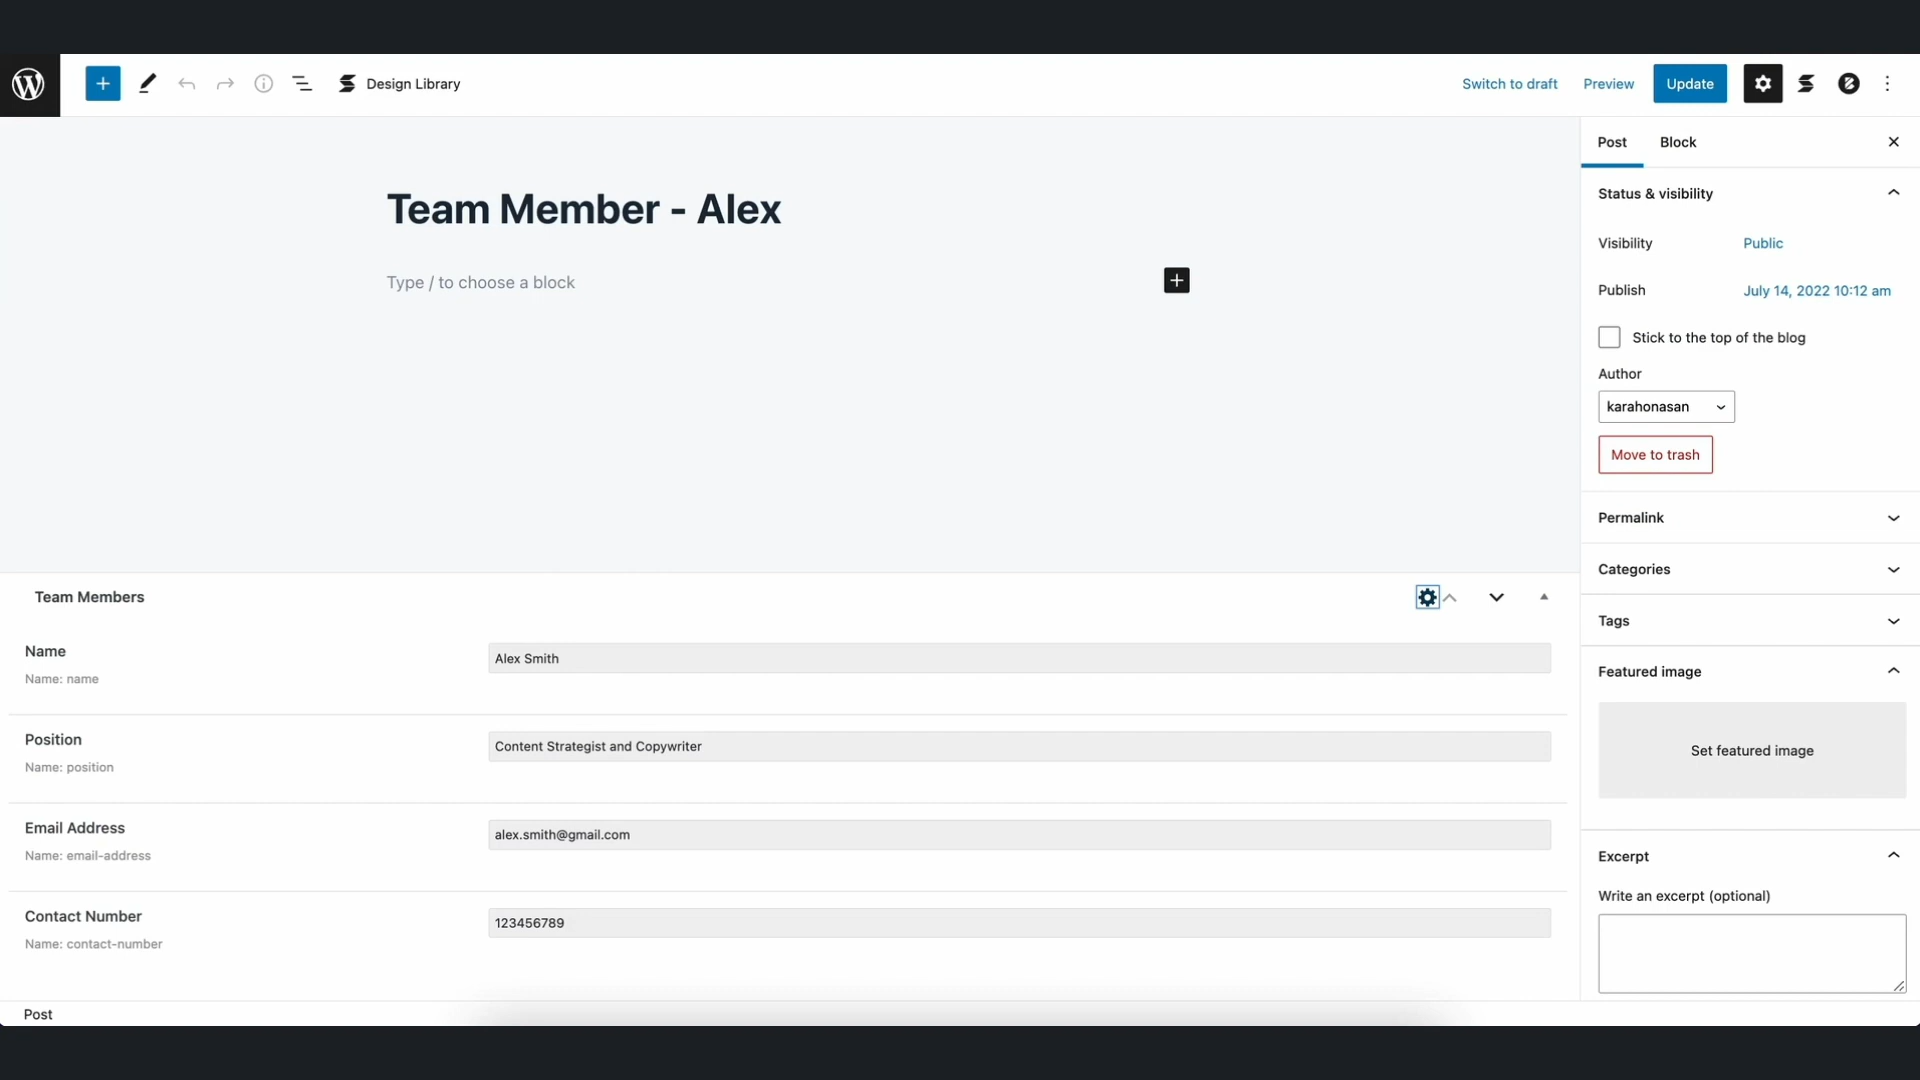 Design Library
Switch to draft
Preview
Update
Post
Block
Team Member - Alex
Type / to choose a block
Status & visibility
Visibility
Public
Publish
July 14, 2022 10:12 am
Stick to the top of the blog
Author
karahonasan
Move to trash
Permalink
Categories
Tags
Featured image
Set featured image
Excerpt
Write an excerpt (optional)
Team Members
Name
Name: name
Alex Smith
Position
Name: position
Content Strategist and Copywriter
Email Address
Name: email-address
alex.smith@gmail.com
Contact Number
Name: contact-number
123456789
Post